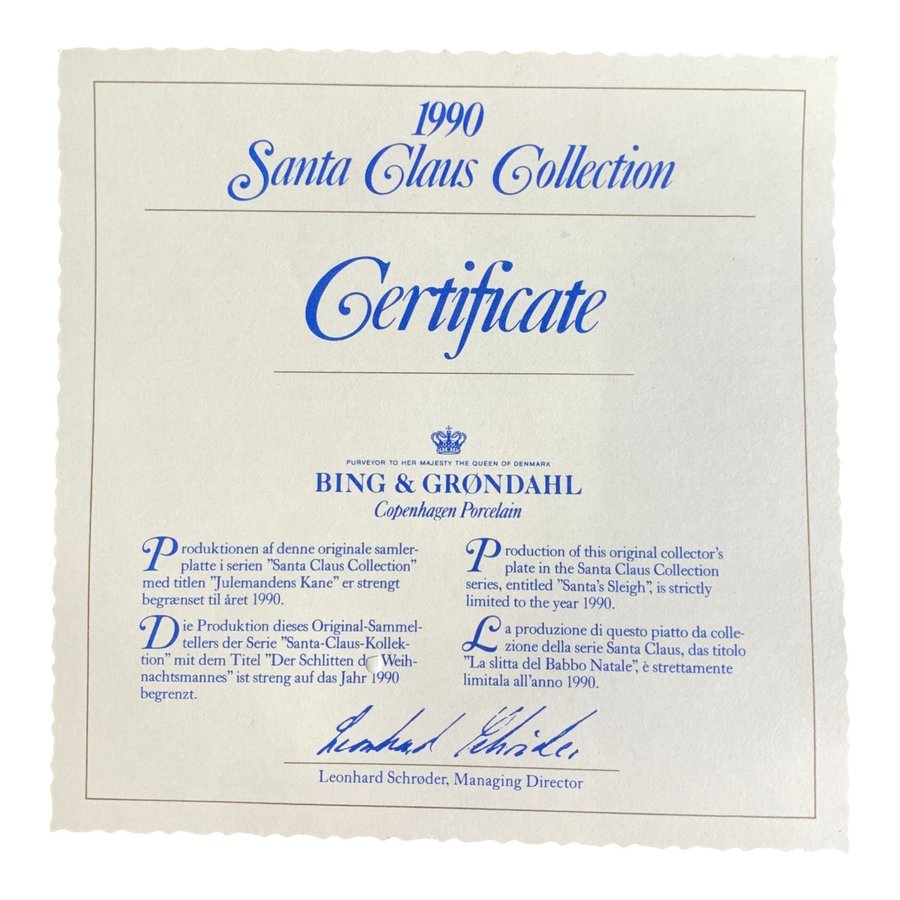 1990
Santa Claus Collection
Certificate
PURVEYOR TO HER MAJESTY THE QUEEN OF DENMARK
BING & GRØNDAHL
Copenhagen Porcelain
Produktionen af denne originale samler-
platte i serien "Santa Claus Collection"
med titlen "Julemandens Kane" er strengt
begrænset til året 1990.
Die Produktion dieses Original-Sammel-
tellers der Serie "Santa-Claus-Kollek-
tion" mit dem Titel "Der Schlitten Weih-
nachtsmannes" ist streng auf das Jahr 1990
begrenzt.
Production of this original collector's
plate in the Santa Claus Collection
series, entitled "Santa's Sleigh", is strictly
limited to the year 1990.
La produzione di questo piatto da colle-
zione della serie Santa Claus, das titolo
"La slitta del Babbo Natale", è strettamente
limitala all'anno 1990.
Leonhard Schrøder
Leonhard Schrøder, Managing Director